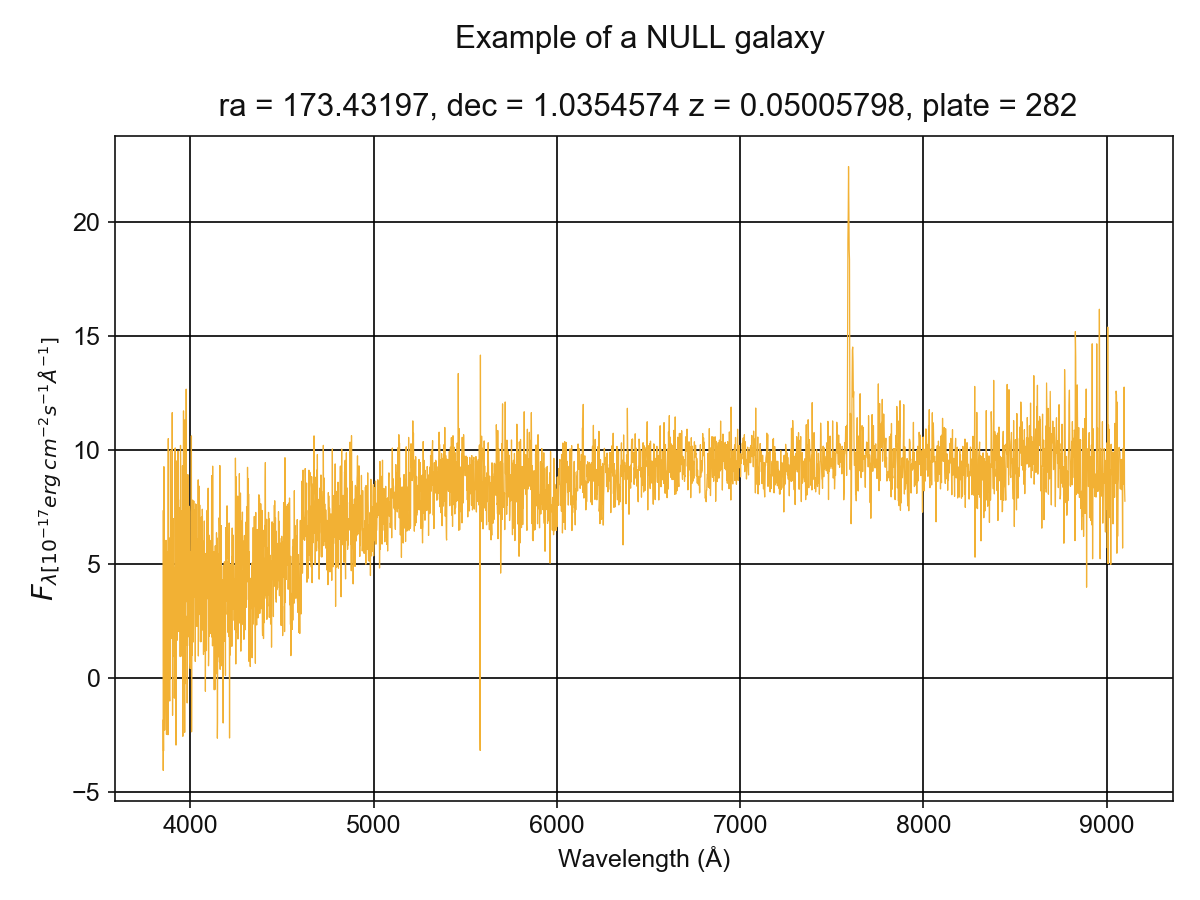 Example of a NULL galaxy
ra = 173.43197, dec = 1.0354574 z = 0.05005798, plate = 282
20
15
10
5
0
−5
F_λ[10^{−17} erg cm^{−2} s^{−1} Å^{−1}]
4000 5000 6000 7000 8000 9000
Wavelength (Å)